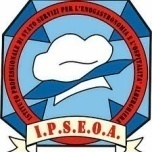 ISTITUTO PROFESSIONALE DI STATO SERVIZI PER L'ENOGASTRONOMIA E L'OSPITALITA' ALBERGHIERA
I.P.S.E.O.A.